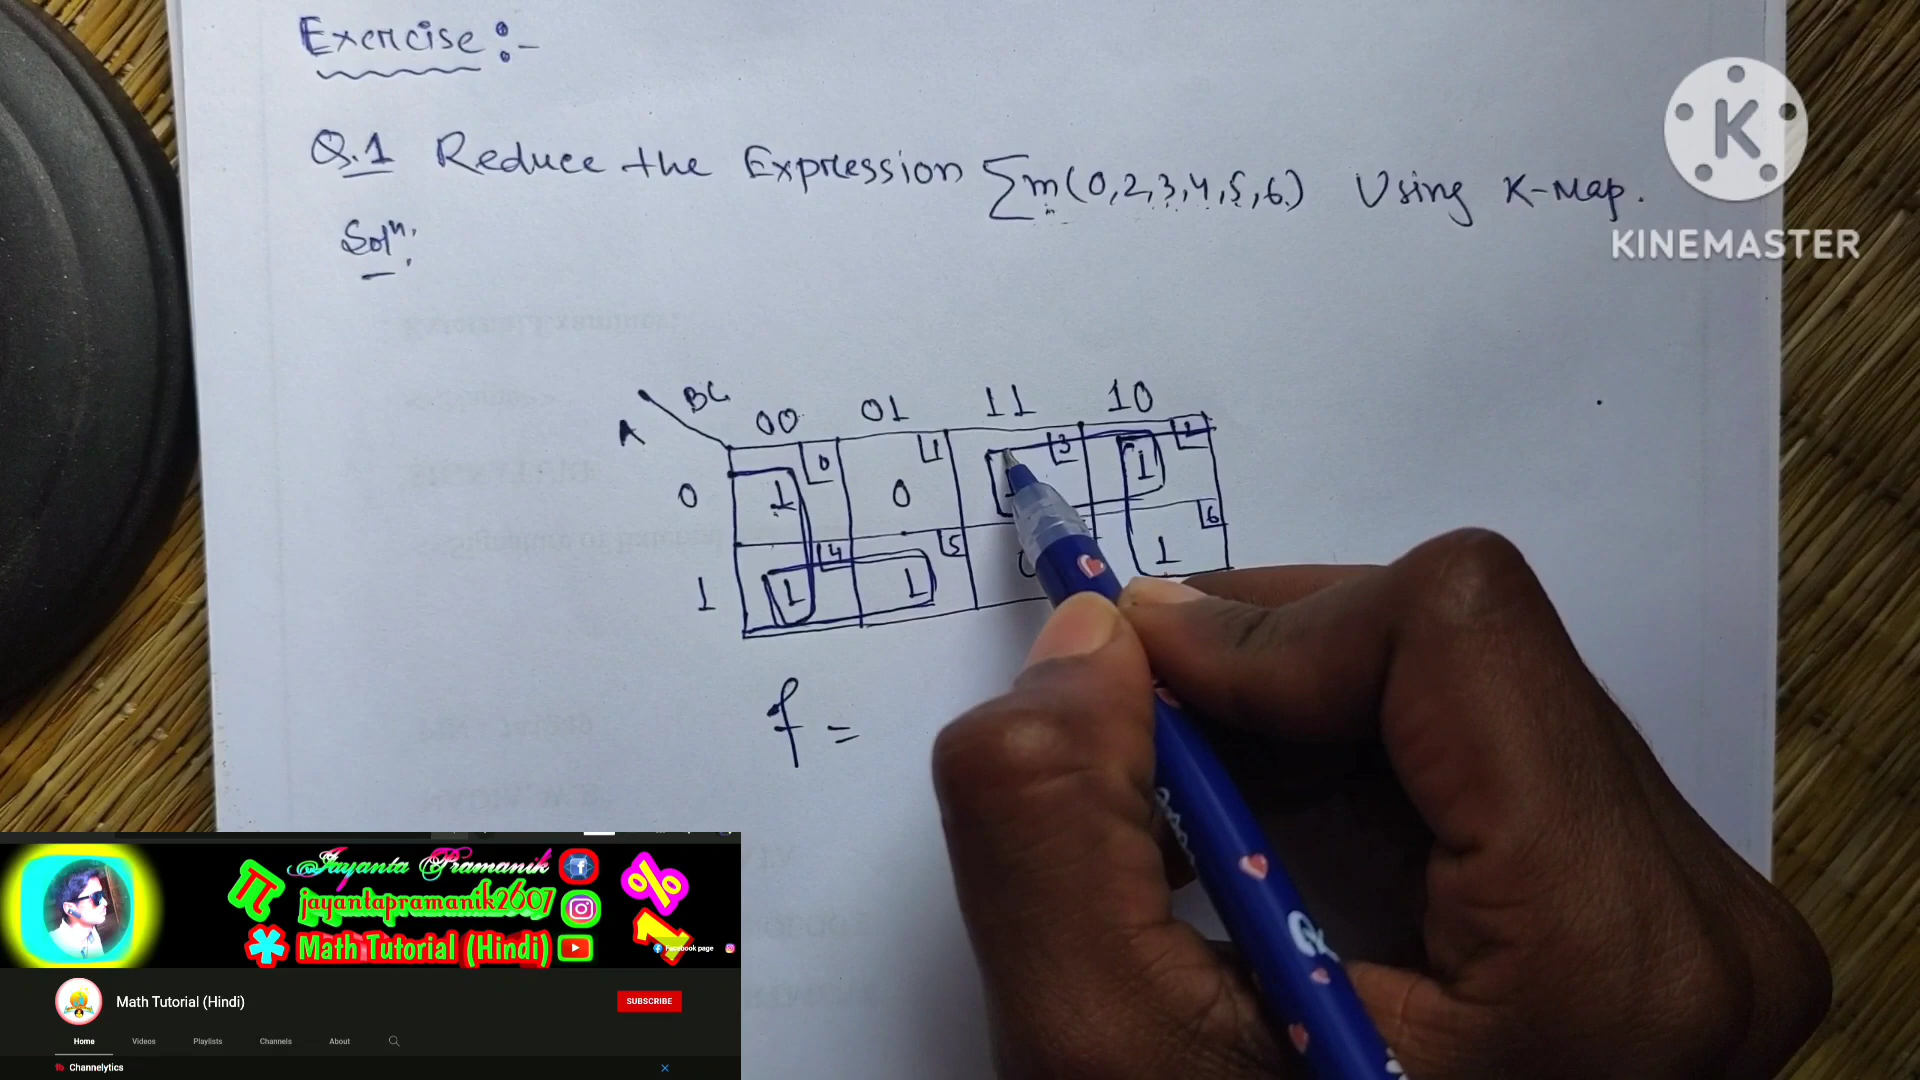 Exercise :-
Q.1 Reduce the Expression ∑m(0,2,3,4,5,6) Using K-Map.
Solⁿ:
KINEMASTER
A BC 00 01 11 10
0 1 0 0 1 1 3 1 2
1 1 4 1 5 1 6
f =
@Jayanta Pramanik
jayantapramanik2607
Math Tutorial (Hindi)
Facebook page
Math Tutorial (Hindi) SUBSCRIBE
Home Videos Playlists Channels About
Channelytics